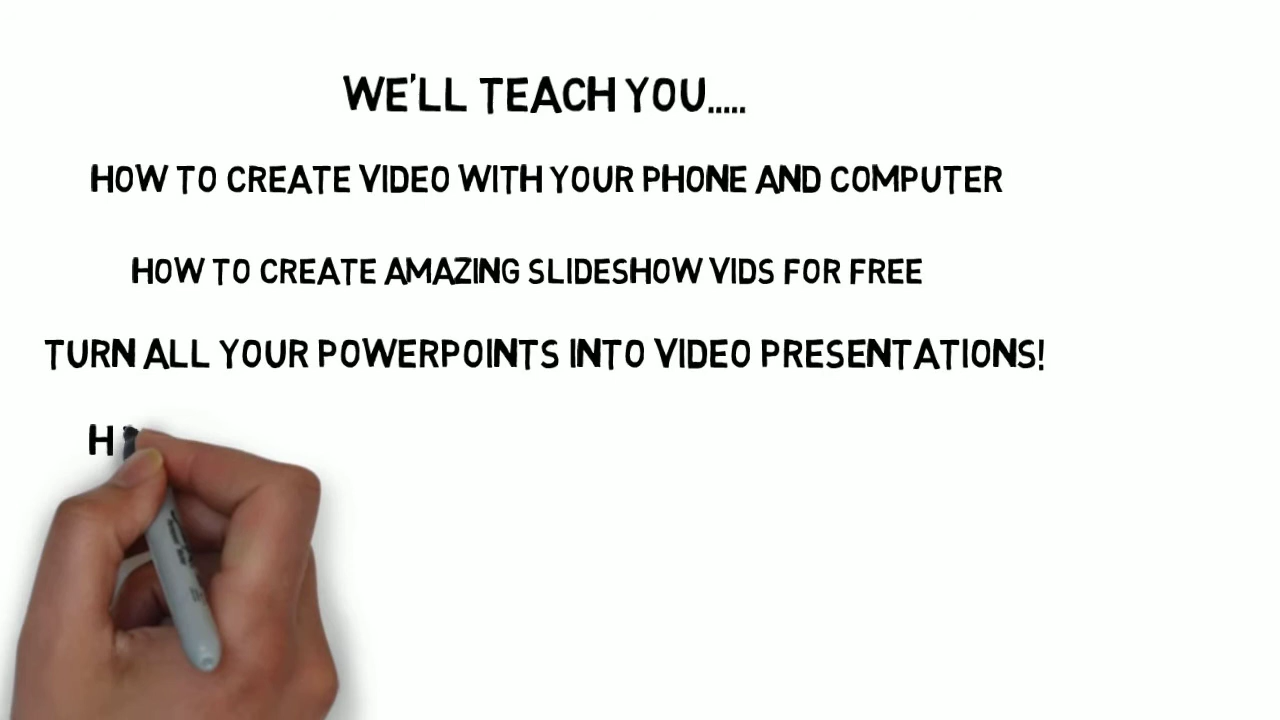 WE'LL TEACH YOU.....
HOW TO CREATE VIDEO WITH YOUR PHONE AND COMPUTER
HOW TO CREATE AMAZING SLIDESHOW VIDS FOR FREE
TURN ALL YOUR POWERPOINTS INTO VIDEO PRESENTATIONS!
H